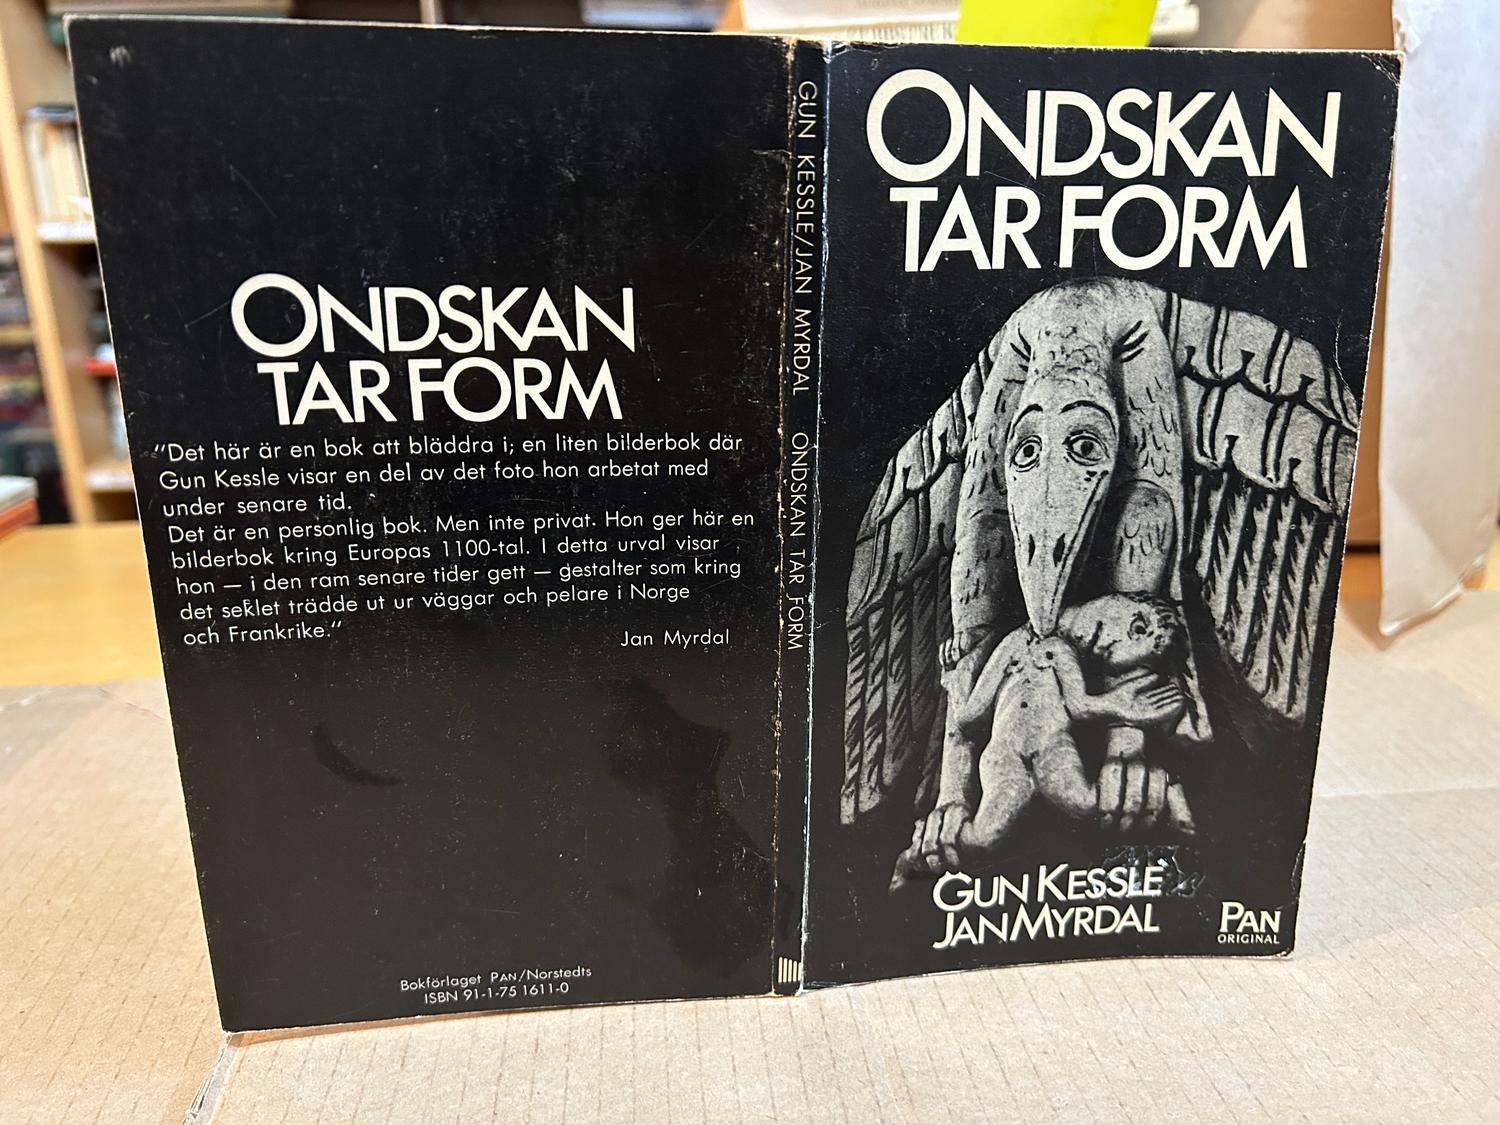 ONDSKAN
TAR FORM
"Det här är en bok att bläddra i; en liten bilderbok där
Gun Kessle visar en del av det foto hon arbetat med
under senare tid.
Det är en personlig bok. Men inte privat. Hon ger här en
bilderbok kring Europas 1100-tal. I detta urval visar
hon — i den ram senare tider gett — gestalter som kring
det seklet trädde ut ur väggar och pelare i Norge
och Frankrike."
Jan Myrdal
Bokförlaget PAN/Norstedts
ISBN 91-1-75 1611-0
GUN KESSLE/JAN MYRDAL ONDSKAN TAR FORM
ONDSKAN
TAR FORM
GUN KESSLE
JAN MYRDAL
PAN
ORIGINAL